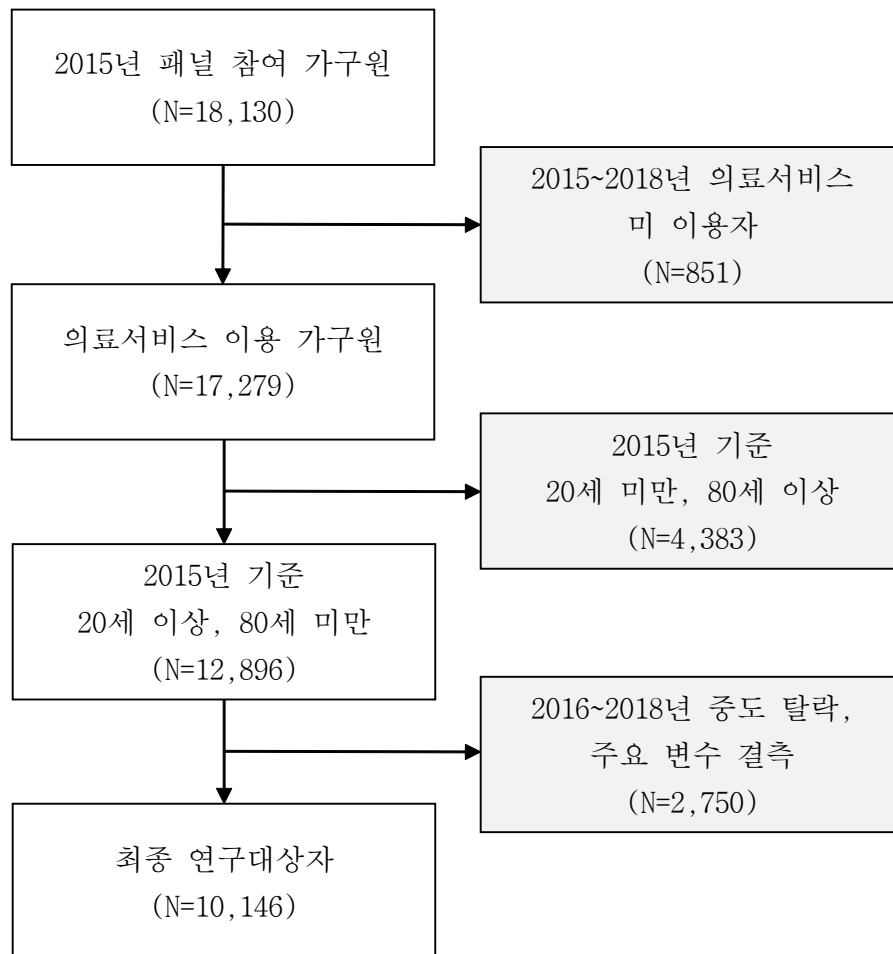 2015년 패널 참여 가구원
(N=18,130)
2015~2018년 의료서비스
미 이용자
(N=851)
의료서비스 이용 가구원
(N=17,279)
2015년 기준
20세 미만, 80세 이상
(N=4,383)
2015년 기준
20세 이상, 80세 미만
(N=12,896)
2016~2018년 중도 탈락,
주요 변수 결측
(N=2,750)
최종 연구대상자
(N=10,146)